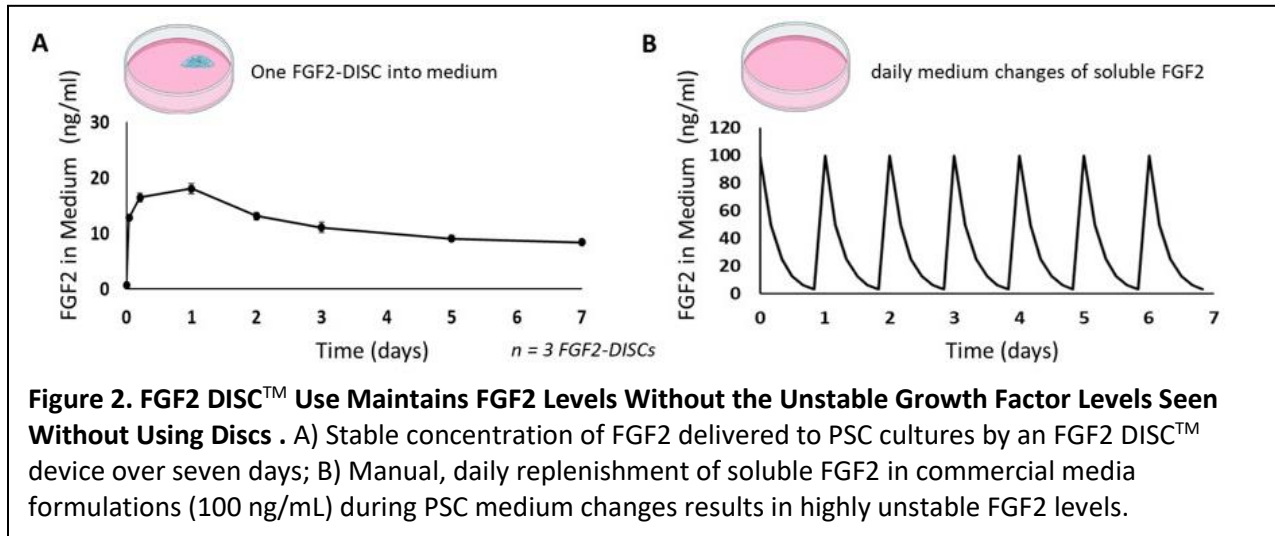 A
One FGF2-DISC into medium
FGF2 in Medium (ng/ml)
30
20
10
0
0 1 2 3 4 5 6 7
Time (days)
n = 3 FGF2-DISCs
B
daily medium changes of soluble FGF2
FGF2 in Medium (ng/ml)
120
100
80
60
40
20
0
0 1 2 3 4 5 6 7
Time (days)
Figure 2. FGF2 DISC™ Use Maintains FGF2 Levels Without the Unstable Growth Factor Levels Seen
Without Using Discs . A) Stable concentration of FGF2 delivered to PSC cultures by an FGF2 DISC™
device over seven days; B) Manual, daily replenishment of soluble FGF2 in commercial media
formulations (100 ng/mL) during PSC medium changes results in highly unstable FGF2 levels.